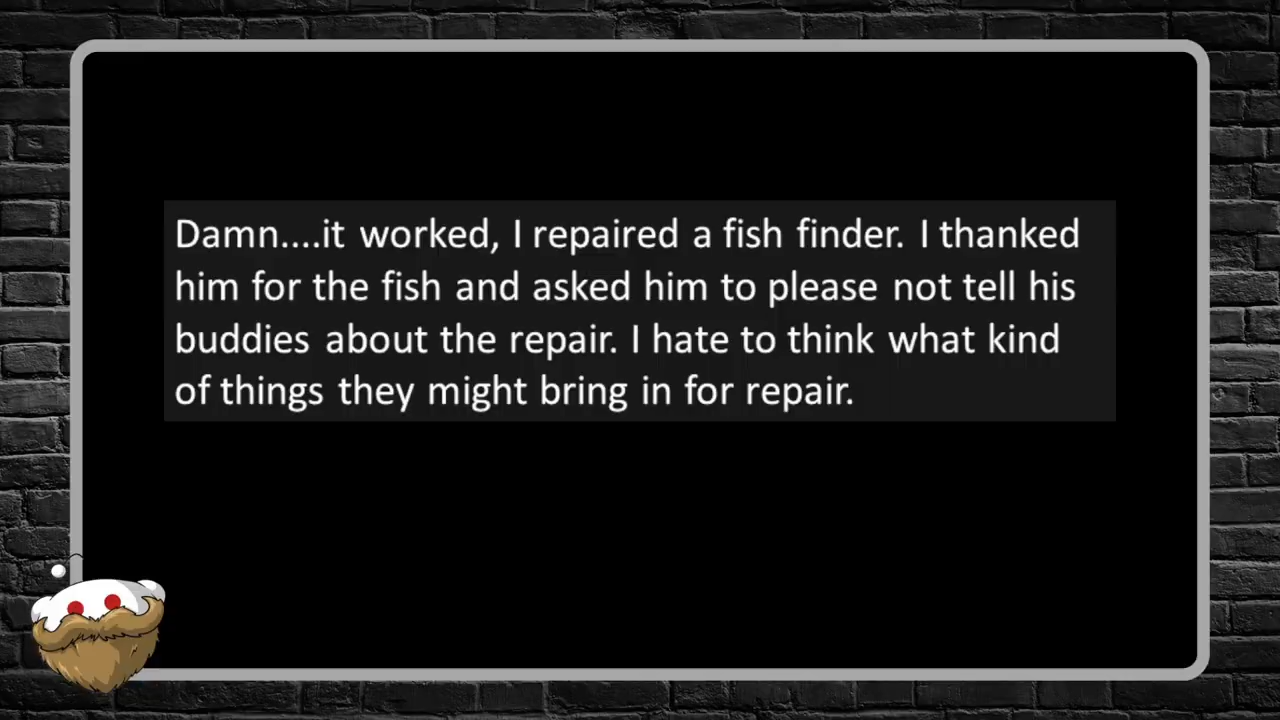 Damn....it worked, I repaired a fish finder. I thanked
him for the fish and asked him to please not tell his
buddies about the repair. I hate to think what kind
of things they might bring in for repair.